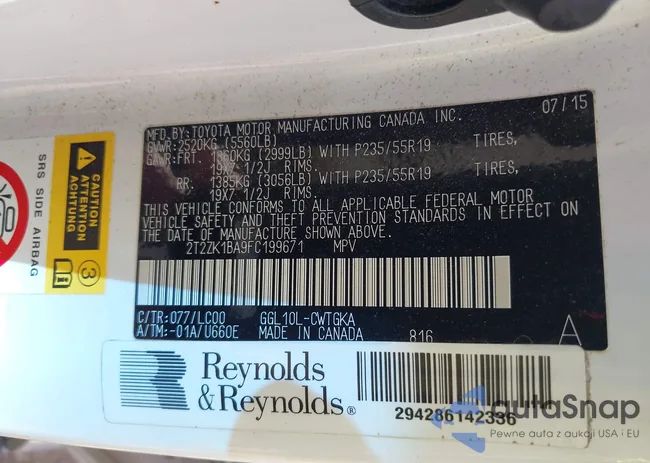 07/15
MFD.BY:TOYOTA MOTOR MANUFACTURING CANADA INC.
GVWR:2520KG (5560LB)
GAWR:FRT. 1360KG (2999LB) WITH P235/55R19 TIRES,
19X7 1/2J RIMS.
RR: 1385KG (3056LB) WITH P235/55R19 TIRES,
19X7 1/2J RIMS.
THIS VEHICLE CONFORMS TO ALL APPLICABLE FEDERAL MOTOR
VEHICLE SAFETY AND THEFT PREVENTION STANDARDS IN EFFECT ON
THE DATE OF MANUFACTURE SHOWN ABOVE.
2T2ZK1BA9FC199671 MPV
C/TR:077/LC00 GGL10L-CWTGKA
A/TM:-01A/U660E MADE IN CANADA 816 A
SRS SIDE AIRBAG
CAUTION
ATTENTION
WARNUNG
3
Reynolds
& Reynolds®
294286142336
autaSnap
Pewne auta z aukcji USA i EU